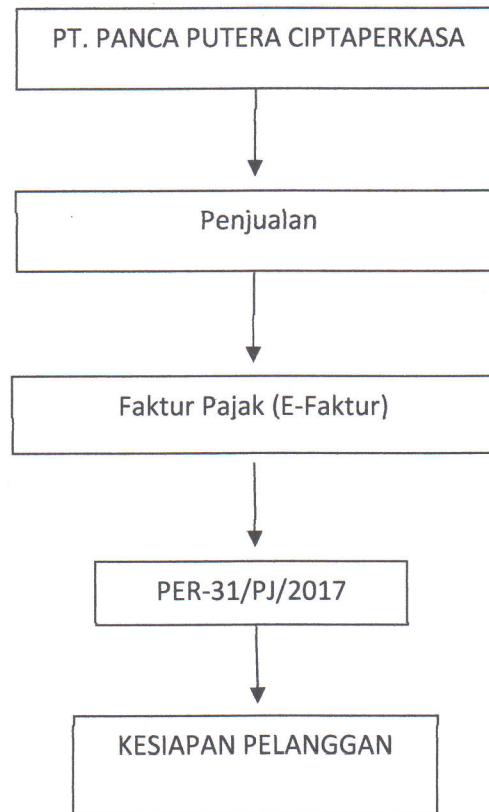 PT. PANCA PUTERA CIPTAPERKASA
Penjualan
Faktur Pajak (E-Faktur)
PER-31/PJ/2017
KESIAPAN PELANGGAN